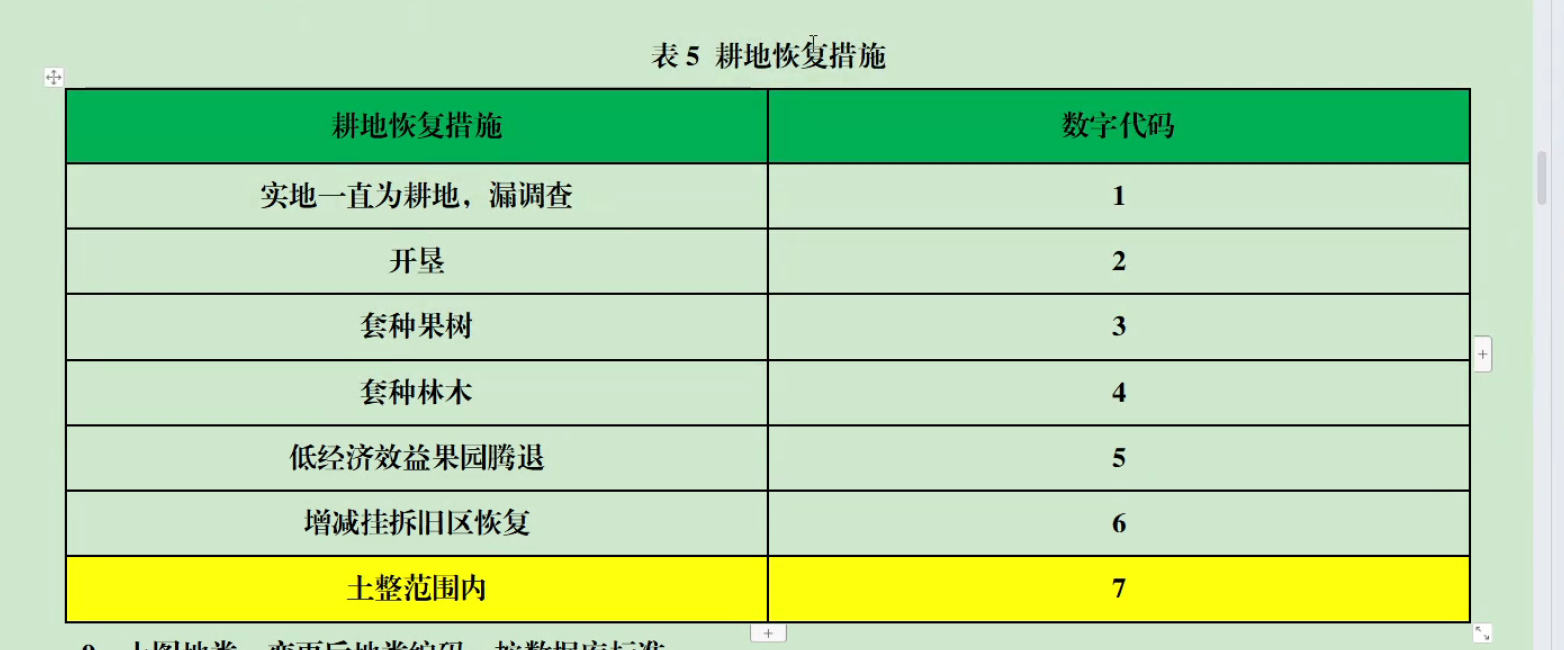 表 5 耕地恢复措施
耕地恢复措施 数字代码
实地一直为耕地，漏调查 1
开垦 2
套种果树 3
套种林木 4
低经济效益果园腾退 5
增减挂拆旧区恢复 6
土整范围内 7